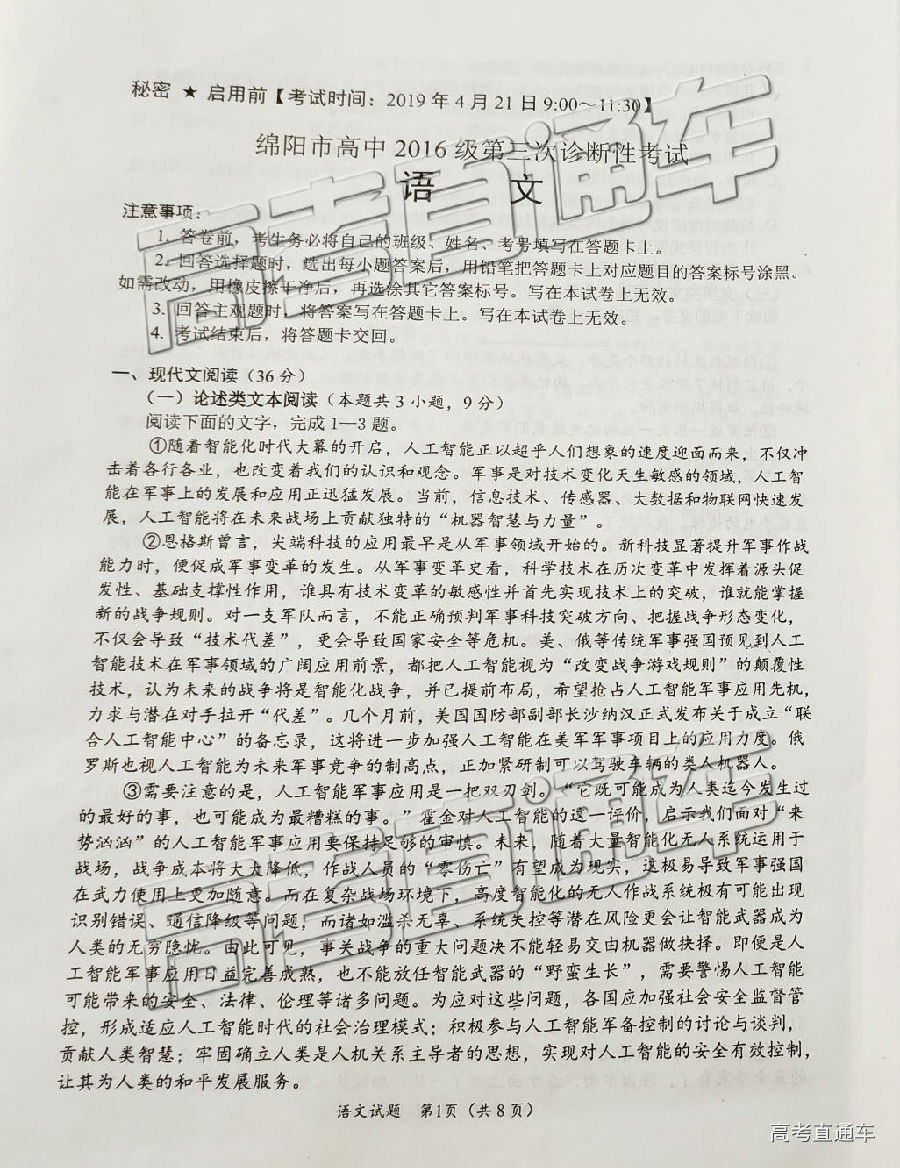 秘密 ★ 启用前【考试时间：2019年4月21日9:00～11:30】
绵阳市高中2016级第三次诊断性考试
语 文
注意事项：
1. 答卷前，考生务必将自己的班级、姓名、考号填写在答题卡上。
2. 回答选择题时，选出每小题答案后，用铅笔把答题卡上对应题目的答案标号涂黑。
如需改动，用橡皮擦干净后，再选涂其它答案标号。写在本试卷上无效。
3. 回答主观题时，将答案写在答题卡上。写在本试卷上无效。
4. 考试结束后，将答题卡交回。
一、现代文阅读（36分）
（一）论述类文本阅读（本题共3小题，9分）
阅读下面的文字，完成1—3题。
①随着智能化时代大幕的开启，人工智能正以超乎人们想象的速度迎面而来，不仅冲
击着各行各业，也改变着我们的认识和观念。军事是对技术变化天生敏感的领域，人工智
能在军事上的发展和应用正迅猛发展。当前，信息技术、传感器、大数据和物联网快速发
展，人工智能将在未来战场上贡献独特的“机器智慧与力量”。
②恩格斯曾言，尖端科技的应用最早是从军事领域开始的。新科技显著提升军事作战
能力时，便促成军事变革的发生。从军事变革史看，科学技术在历次变革中发挥着源头促
发性、基础支撑性作用，谁具有技术变革的敏感性并首先实现技术上的突破，谁就能掌握
新的战争规则。对一支军队而言，不能正确预判军事科技突破方向、把握战争形态变化，
不仅会导致“技术代差”，更会导致国家安全等危机。美、俄等传统军事强国预见到人工
智能技术在军事领域的广阔应用前景，都把人工智能视为“改变战争游戏规则”的颠覆性
技术，认为未来的战争将是智能化战争，并已提前布局，希望抢占人工智能军事应用先机，
力求与潜在对手拉开“代差”。几个月前，美国国防部副部长沙纳汉正式发布关于成立“联
合人工智能中心”的备忘录，这将进一步加强人工智能在美军军事项目上的应用力度。俄
罗斯也视人工智能为未来军事竞争的制高点，正加紧研制可以驾驶车辆的类人机器人。
③需要注意的是，人工智能军事应用是一把双刃剑。“它既可能成为人类迄今发生过
的最好的事，也可能成为最糟糕的事。”霍金对人工智能的这一评价，启示我们面对“来
势汹汹”的人工智能军事应用要保持足够的审慎。未来，随着大量智能化无人系统运用于
战场，战争成本将大大降低，作战人员的“零伤亡”有望成为现实，这极易导致军事强国
在武力使用上更加随意。而在复杂战场环境下，高度智能化的无人作战系统极有可能出现
识别错误、通信降级等问题，而诸如滥杀无辜、系统失控等潜在风险更会让智能武器成为
人类的无穷隐忧。由此可见，事关战争的重大问题决不能轻易交由机器做抉择。即便是人
工智能军事应用日益完善成熟，也不能放任智能武器的“野蛮生长”，需要警惕人工智能
可能带来的安全、法律、伦理等诸多问题。为应对这些问题，各国应加强社会安全监督管
控，形成适应人工智能时代的社会治理模式；积极参与人工智能军备控制的讨论与谈判，
贡献人类智慧；牢固确立人类是人机关系主导者的思想，实现对人工智能的安全有效控制，
让其为人类的和平发展服务。
语文试题 第1页（共8页）
高考直通车
高考直通车
高考直通车